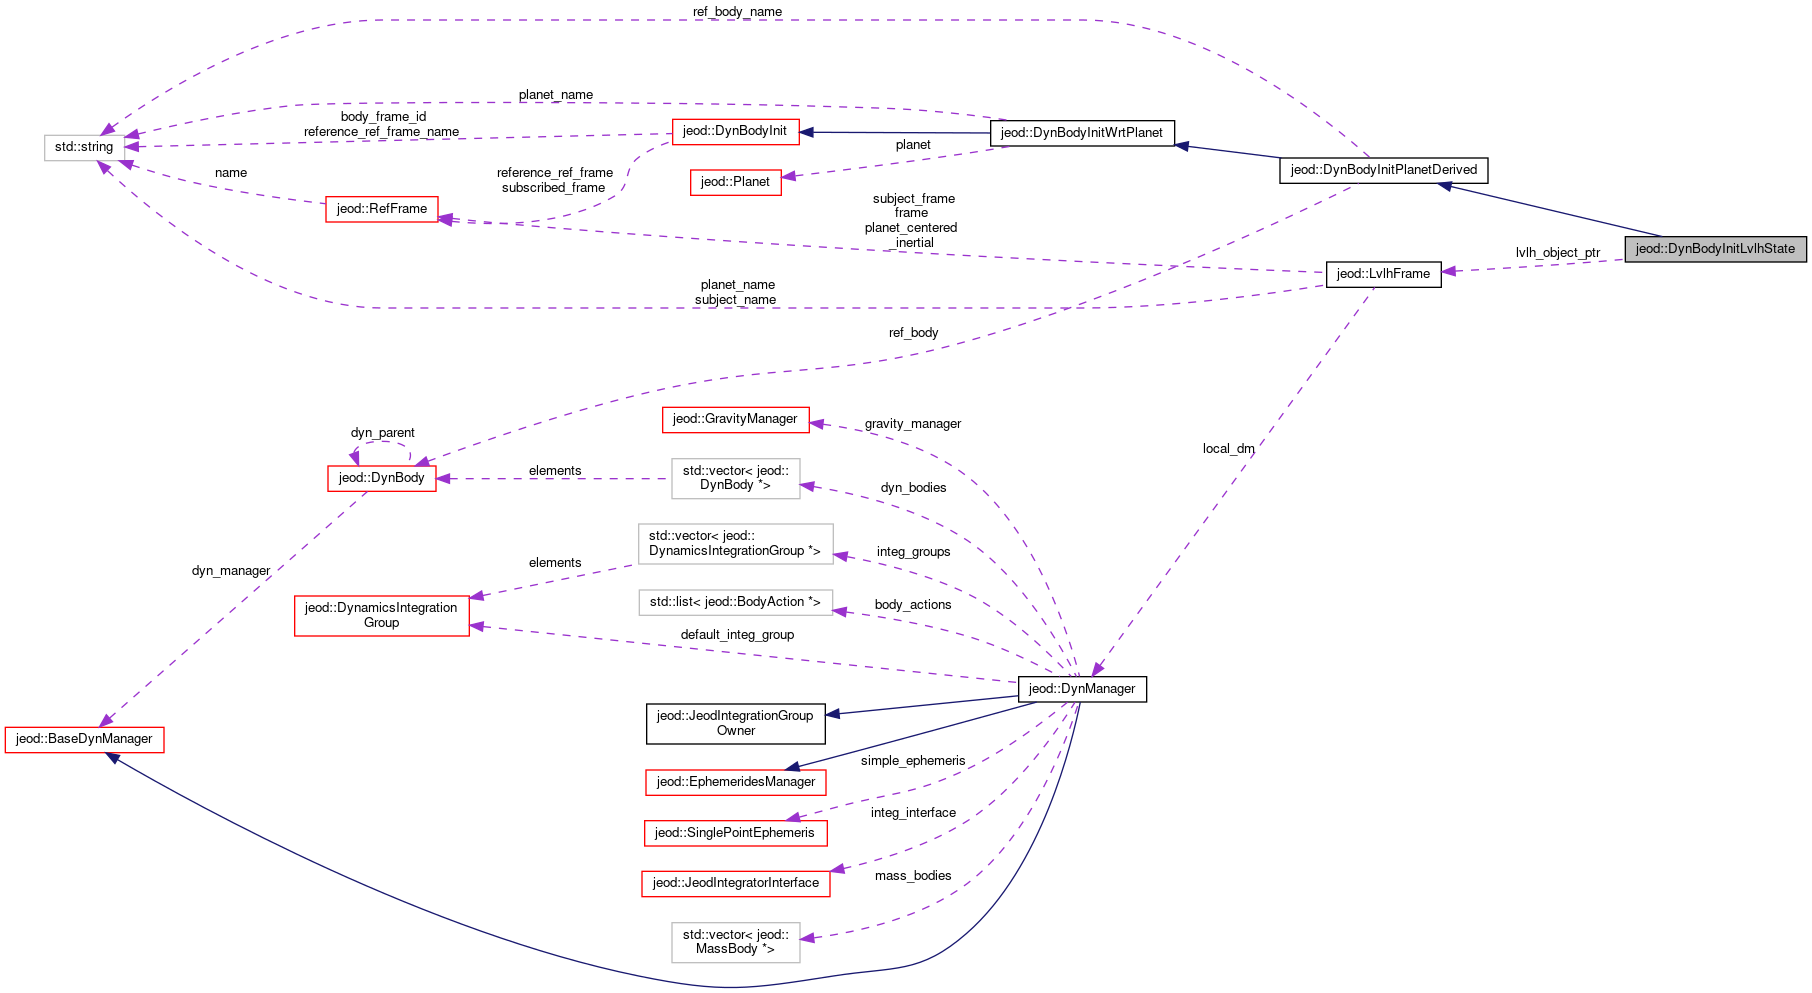 ref_body_name
planet_name
body_frame_id
reference_ref_frame_name
jeod::DynBodyInit
jeod::DynBodyInitWrtPlanet
std::string
planet
jeod::DynBodyInitPlanetDerived
name
reference_ref_frame
subscribed_frame
jeod::Planet
jeod::RefFrame
subject_frame
frame
planet_centered
_inertial
jeod::DynBodyInitLvlhState
lvlh_object_ptr
jeod::LvlhFrame
planet_name
subject_name
ref_body
jeod::GravityManager
gravity_manager
dyn_parent
local_dm
jeod::DynBody
elements
std::vector< jeod::
DynBody *>
dyn_bodies
std::vector< jeod::
DynamicsIntegrationGroup *>
integ_groups
elements
dyn_manager
jeod::DynamicsIntegration
Group
std::list< jeod::BodyAction *>
body_actions
default_integ_group
jeod::DynManager
jeod::JeodIntegrationGroup
Owner
jeod::BaseDynManager
simple_ephemeris
jeod::EphemeridesManager
integ_interface
jeod::SinglePointEphemeris
mass_bodies
jeod::JeodIntegratorInterface
std::vector< jeod::
MassBody *>